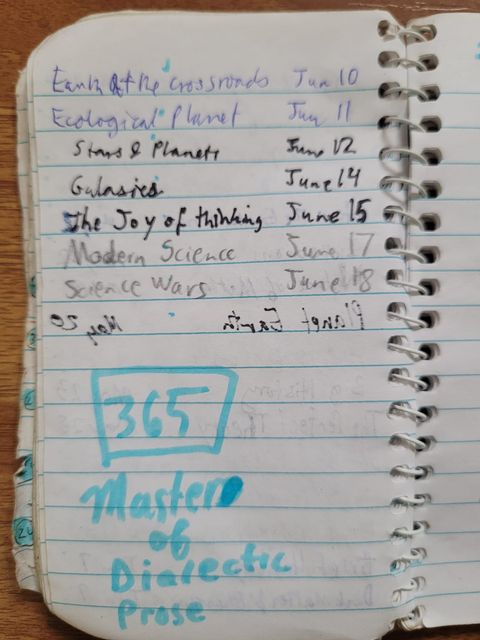 Earth At the Crossroads Jun 10
Ecological Planet Jun 11
Stars & Planets June 12
Galaxies June 14
The Joy of thinking June 15
Modern Science June 17
Science Wars June 18
Planet Earth May 20
365
Master
of
Dialectic
Prose